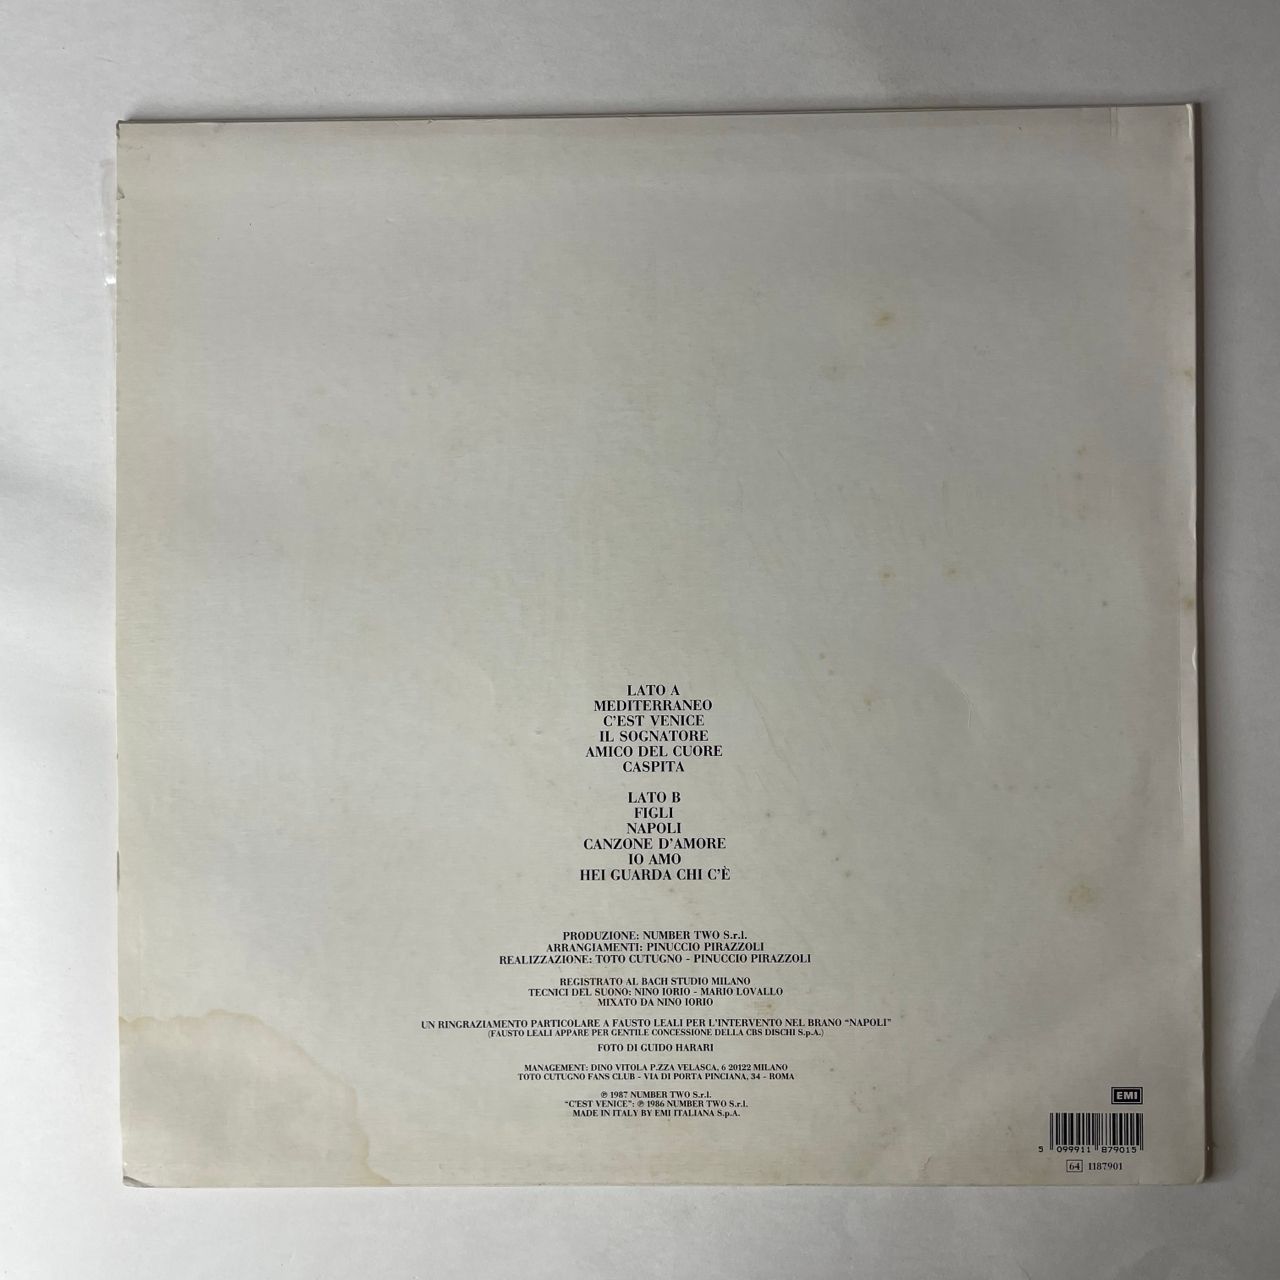 LATO A
MEDITERRANEO
C'EST VENICE
IL SOGNATORE
AMICO DEL CUORE
CASPITA
LATO B
FIGLI
NAPOLI
CANZONE D'AMORE
IO AMO
HEI GUARDA CHI C'È
PRODUZIONE: NUMBER TWO S.r.l.
ARRANGIAMENTI: PINUCCIO PIRAZZOLI
REALIZZAZIONE: TOTO CUTUGNO - PINUCCIO PIRAZZOLI
REGISTRATO AL BACH STUDIO MILANO
TECNICI DEL SUONO: NINO IORIO - MARIO LOVALLO
MIXATO DA NINO IORIO
UN RINGRAZIAMENTO PARTICOLARE A FAUSTO LEALI PER L'INTERVENTO NEL BRANO "NAPOLI"
(FAUSTO LEALI APPARE PER GENTILE CONCESSIONE DELLA CBS DISCHI S.p.A.)
FOTO DI GUIDO HARARI
MANAGEMENT: DINO VITOLA P.ZZA VELASCA, 6 20122 MILANO
TOTO CUTUGNO FANS CLUB - VIA DI PORTA PINCIANA, 34 - ROMA
℗ 1987 NUMBER TWO S.r.l.
"C'EST VENICE": ℗ 1986 NUMBER TWO S.r.l.
MADE IN ITALY BY EMI ITALIANA S.p.A.
EMI
5 099911 879015
64 1187901